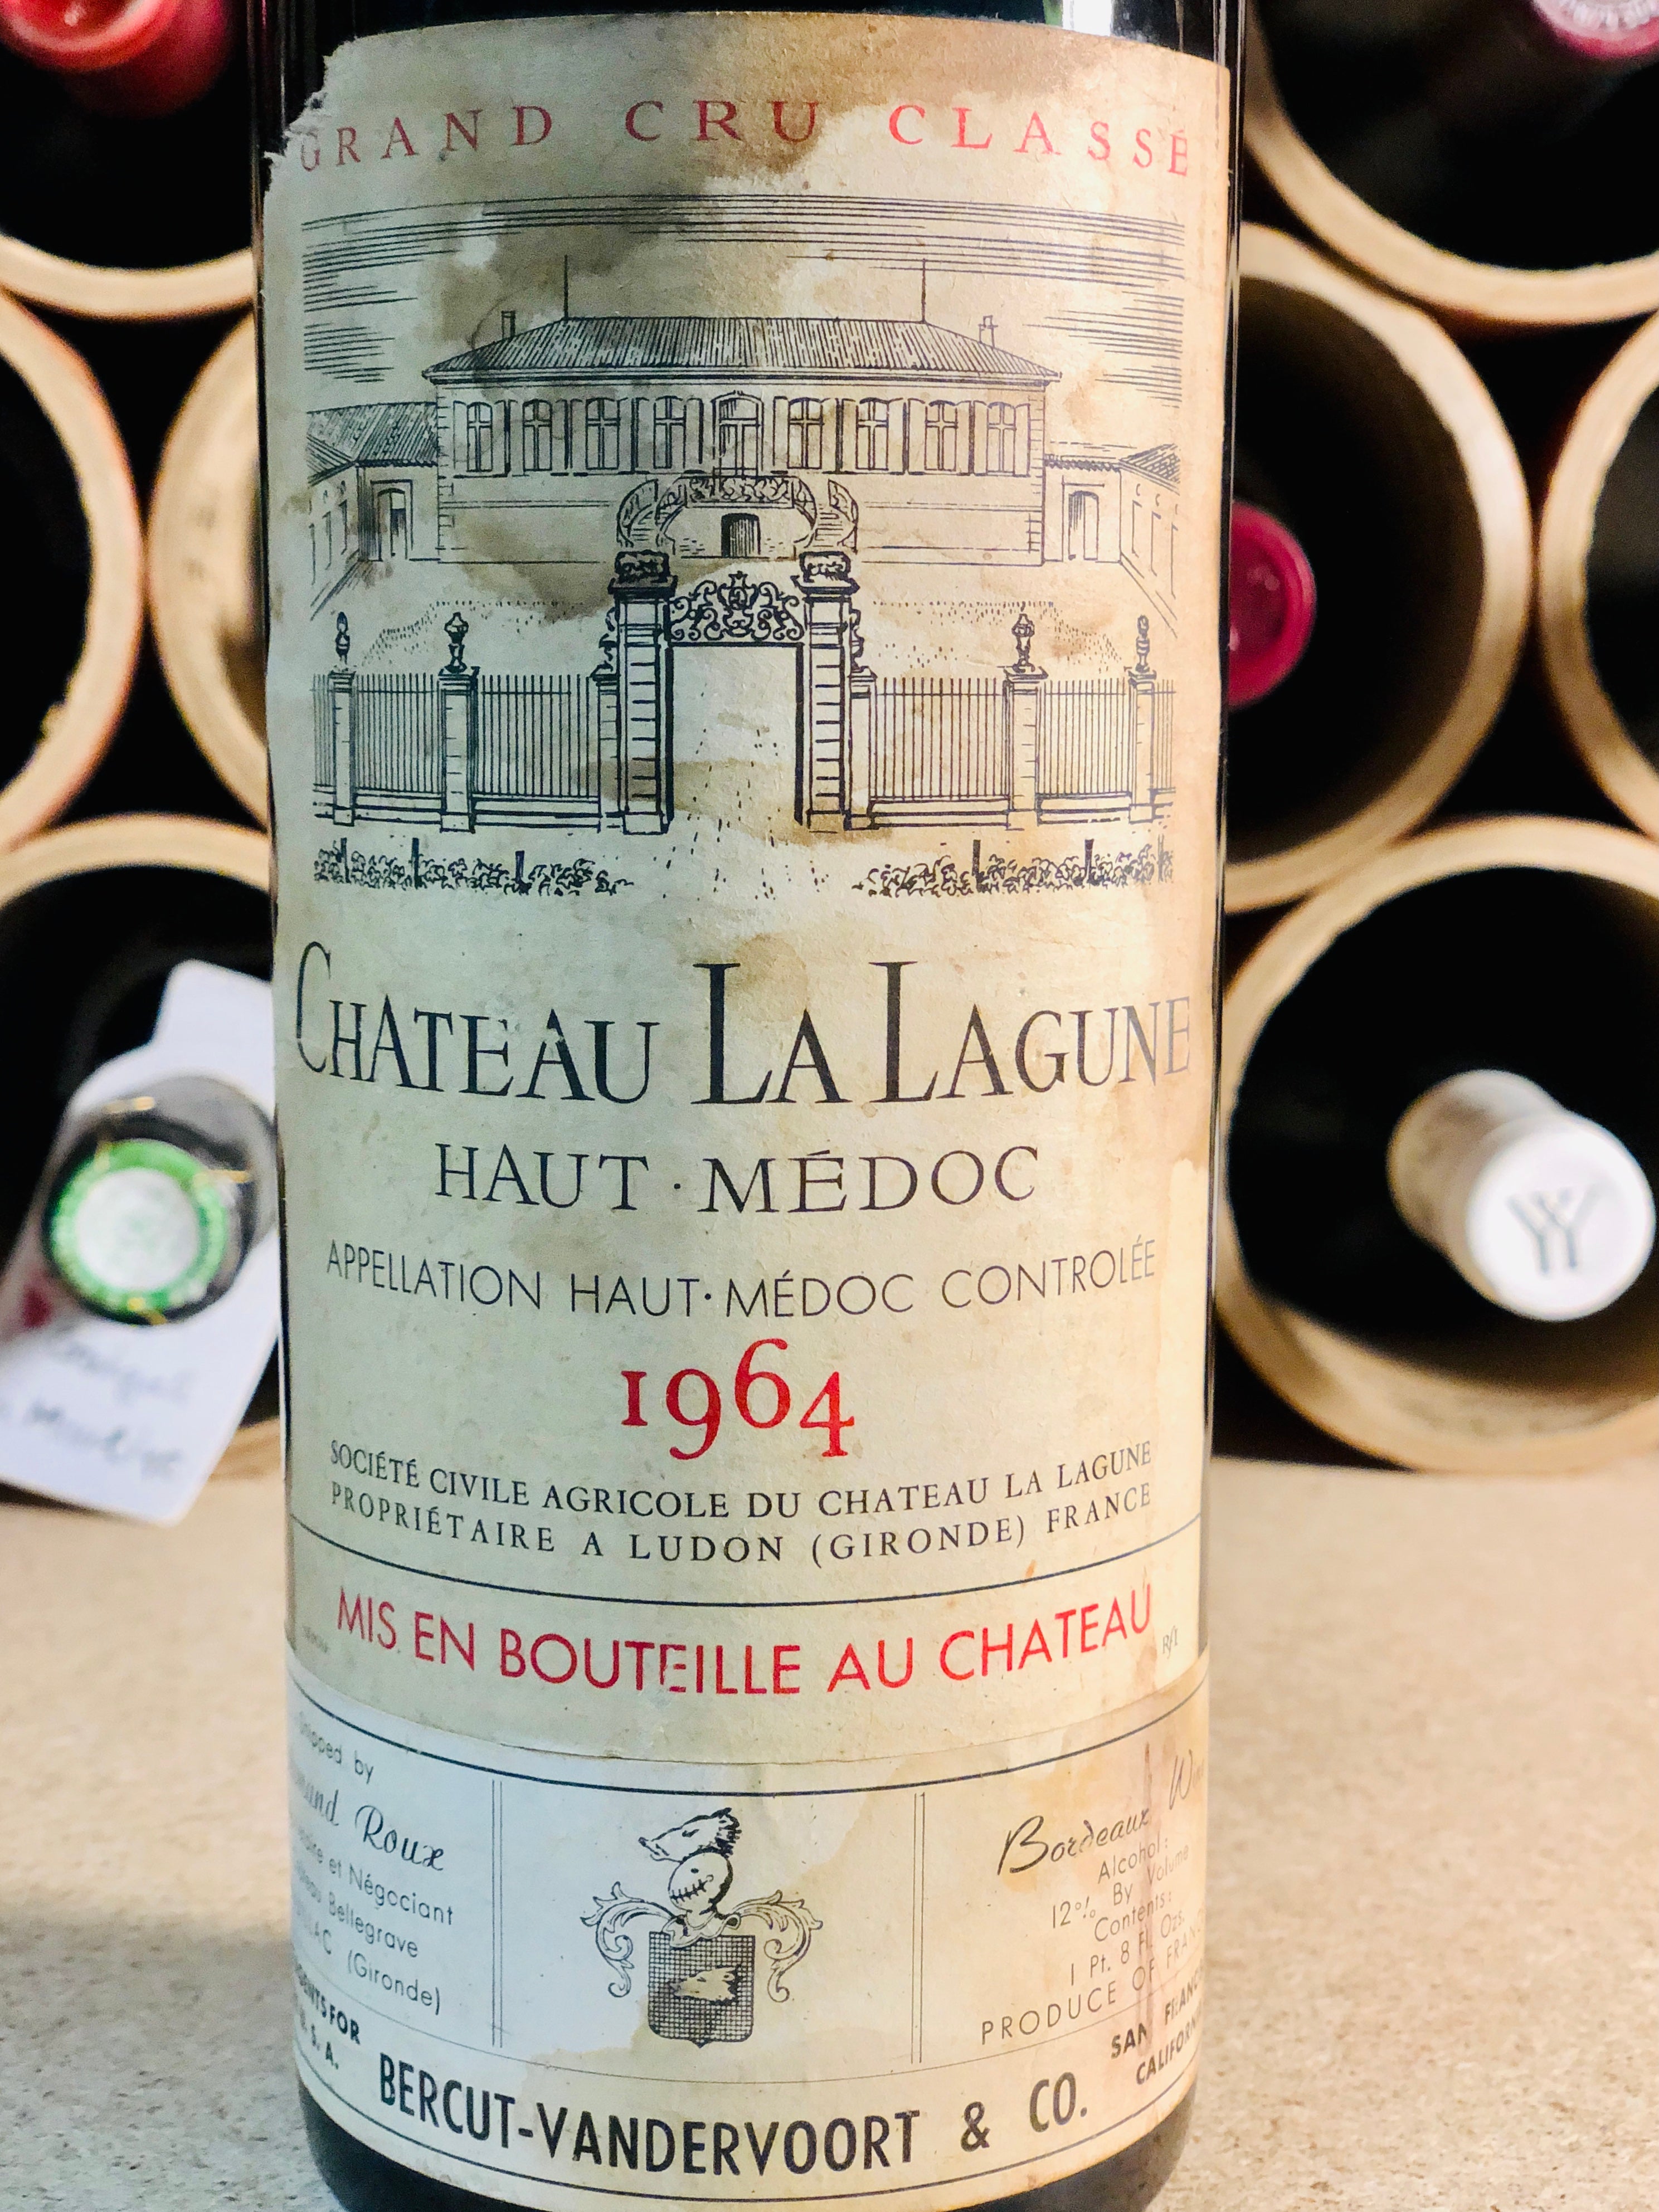 GRAND CRU CLASSÉ
CHATEAU LA LAGUNE
HAUT·MÉDOC
APPELLATION HAUT·MÉDOC CONTROLÉE
1964
SOCIÉTÉ CIVILE AGRICOLE DU CHATEAU LA LAGUNE
PROPRIÉTAIRE A LUDON (GIRONDE) FRANCE
MIS EN BOUTEILLE AU CHATEAU
by
Roux
et Négociant
Bellegrave
(Gironde)
FOR
Bordeaux
Alcohol:
12% By Volume
Contents:
1 Pt. 8 Fl. Ozs.
PRODUCE OF
SAN
BERCUT-VANDERVOORT & CO.